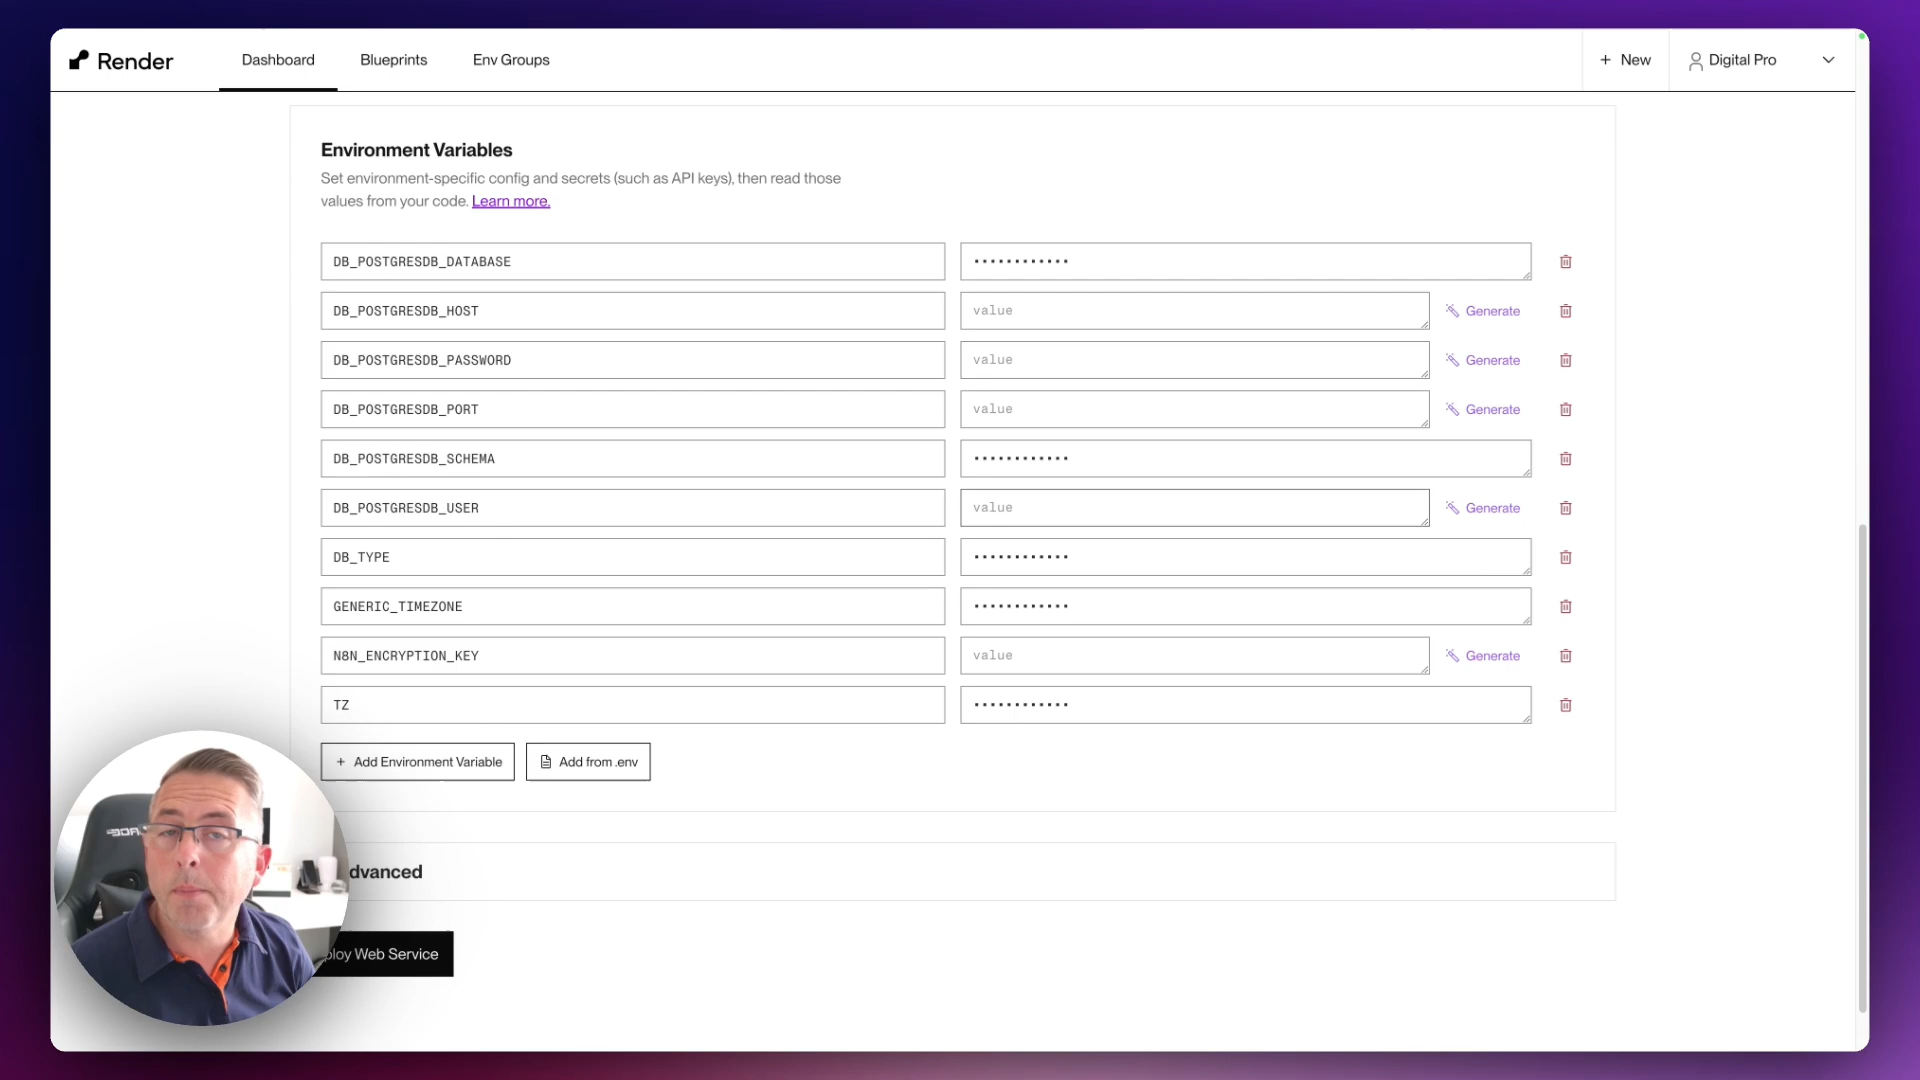 Render
Dashboard
Blueprints
Env Groups
+ New
Digital Pro
Environment Variables
Set environment-specific config and secrets (such as API keys), then read those
values from your code. Learn more.
DB_POSTGRESDB_DATABASE ••••••••••••
DB_POSTGRESDB_HOST value Generate
DB_POSTGRESDB_PASSWORD value Generate
DB_POSTGRESDB_PORT value Generate
DB_POSTGRESDB_SCHEMA ••••••••••••
DB_POSTGRESDB_USER value Generate
DB_TYPE ••••••••••••
GENERIC_TIMEZONE ••••••••••••
N8N_ENCRYPTION_KEY value Generate
TZ ••••••••••••
+ Add Environment Variable
Add from .env
dvanced
ploy Web Service